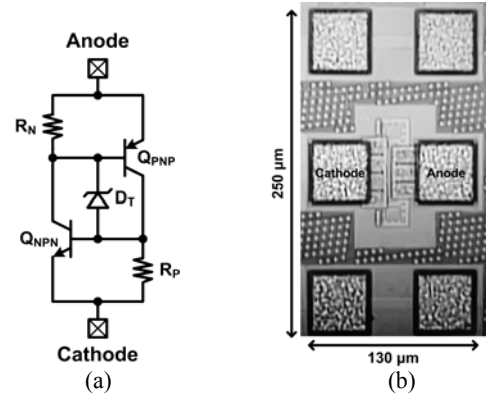 Anode
R_N
Q_PNP
D_T
Q_NPN
R_P
Cathode
(a)
250 µm
Cathode
Anode
130 µm
(b)